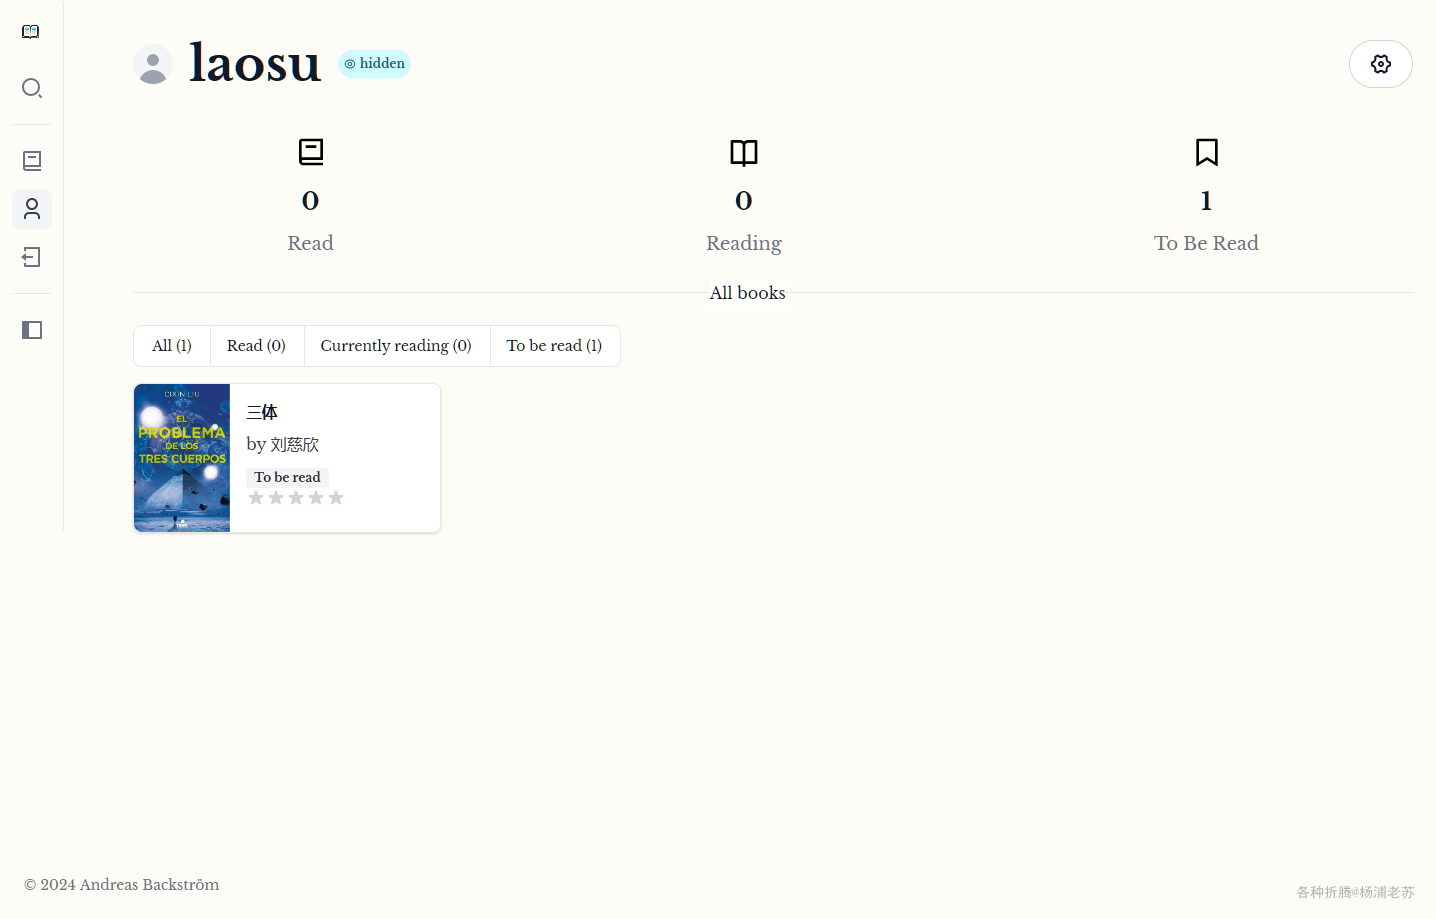 laosu
hidden
0
Read
0
Reading
1
To Be Read
All books
All (1)
Read (0)
Currently reading (0)
To be read (1)
CIXIN LIU
EL
PROBLEMA
DE LOS
TRES CUERPOS
三体
by 刘慈欣
To be read
© 2024 Andreas Backström
各种折腾@杨浦老苏